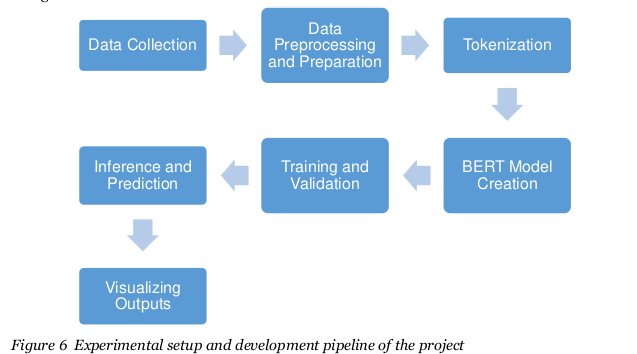 Data Collection
Data
Preprocessing
and Preparation
Tokenization
BERT Model
Creation
Training and
Validation
Inference and
Prediction
Visualizing
Outputs
Figure 6 Experimental setup and development pipeline of the project